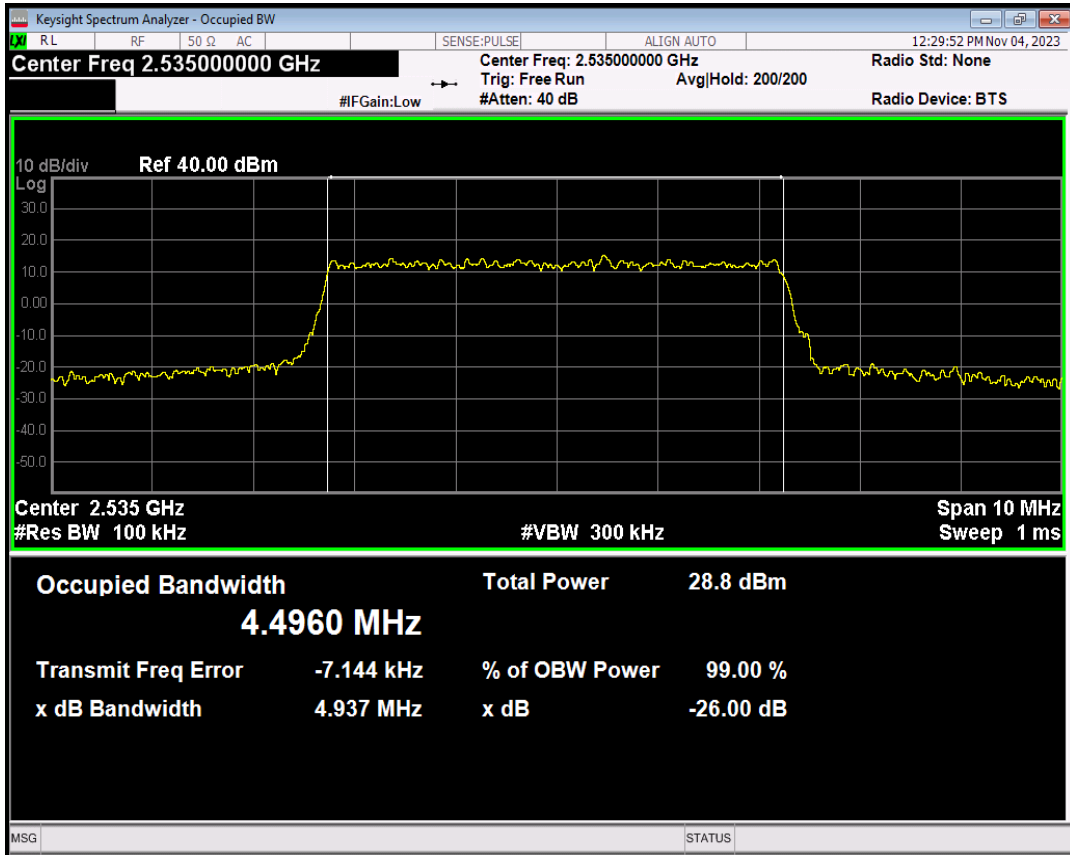 Keysight Spectrum Analyzer - Occupied BW
LXI RL RF 50 Ω AC SENSE:PULSE ALIGN AUTO 12:29:52 PM Nov 04, 2023
Center Freq 2.535000000 GHz Center Freq: 2.535000000 GHz Radio Std: None
Trig: Free Run Avg|Hold: 200/200
#IFGain:Low #Atten: 40 dB Radio Device: BTS
10 dB/div Ref 40.00 dBm
Log
30.0
20.0
10.0
0.00
-10.0
-20.0
-30.0
-40.0
-50.0
Center 2.535 GHz Span 10 MHz
#Res BW 100 kHz #VBW 300 kHz Sweep 1 ms
Occupied Bandwidth Total Power 28.8 dBm
4.4960 MHz
Transmit Freq Error -7.144 kHz % of OBW Power 99.00 %
x dB Bandwidth 4.937 MHz x dB -26.00 dB
MSG STATUS